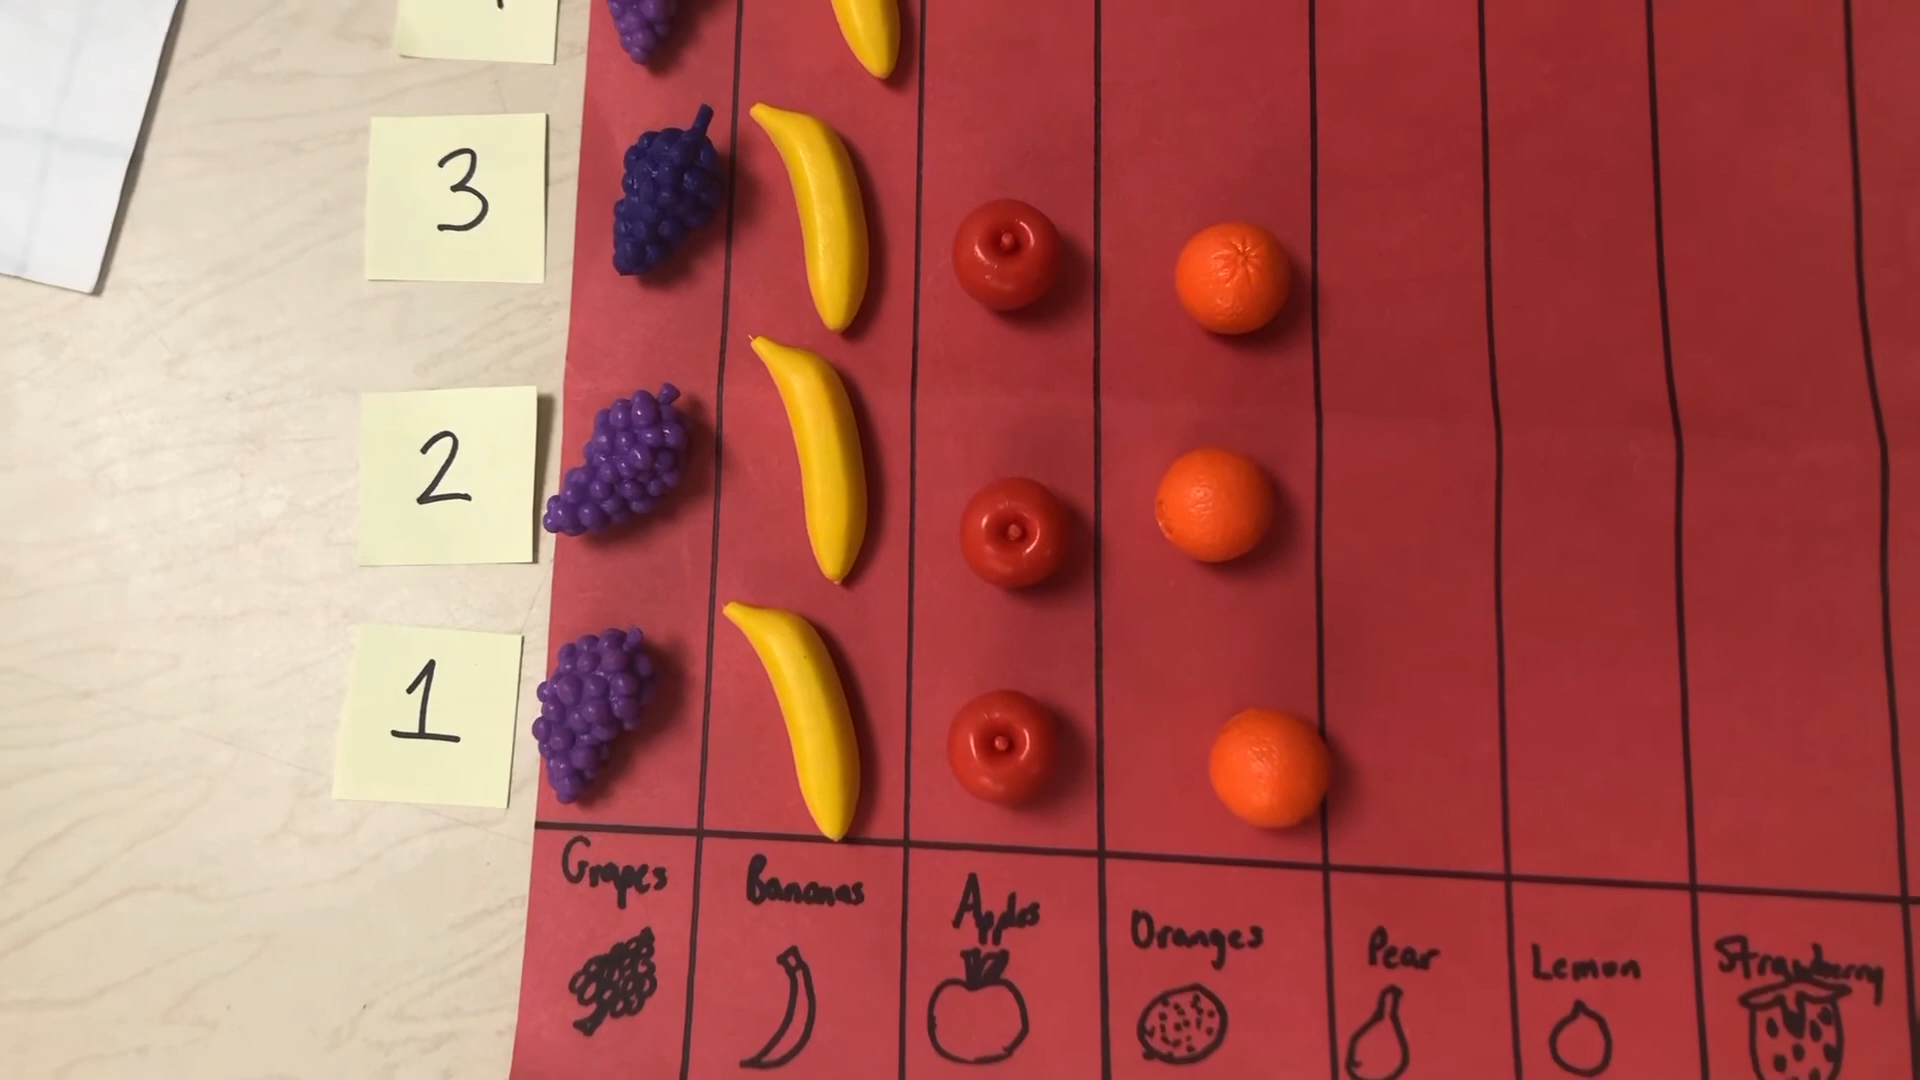 3
2
1
Grapes
Bananas
Apples
Oranges
Pear
Lemon
Strawberry